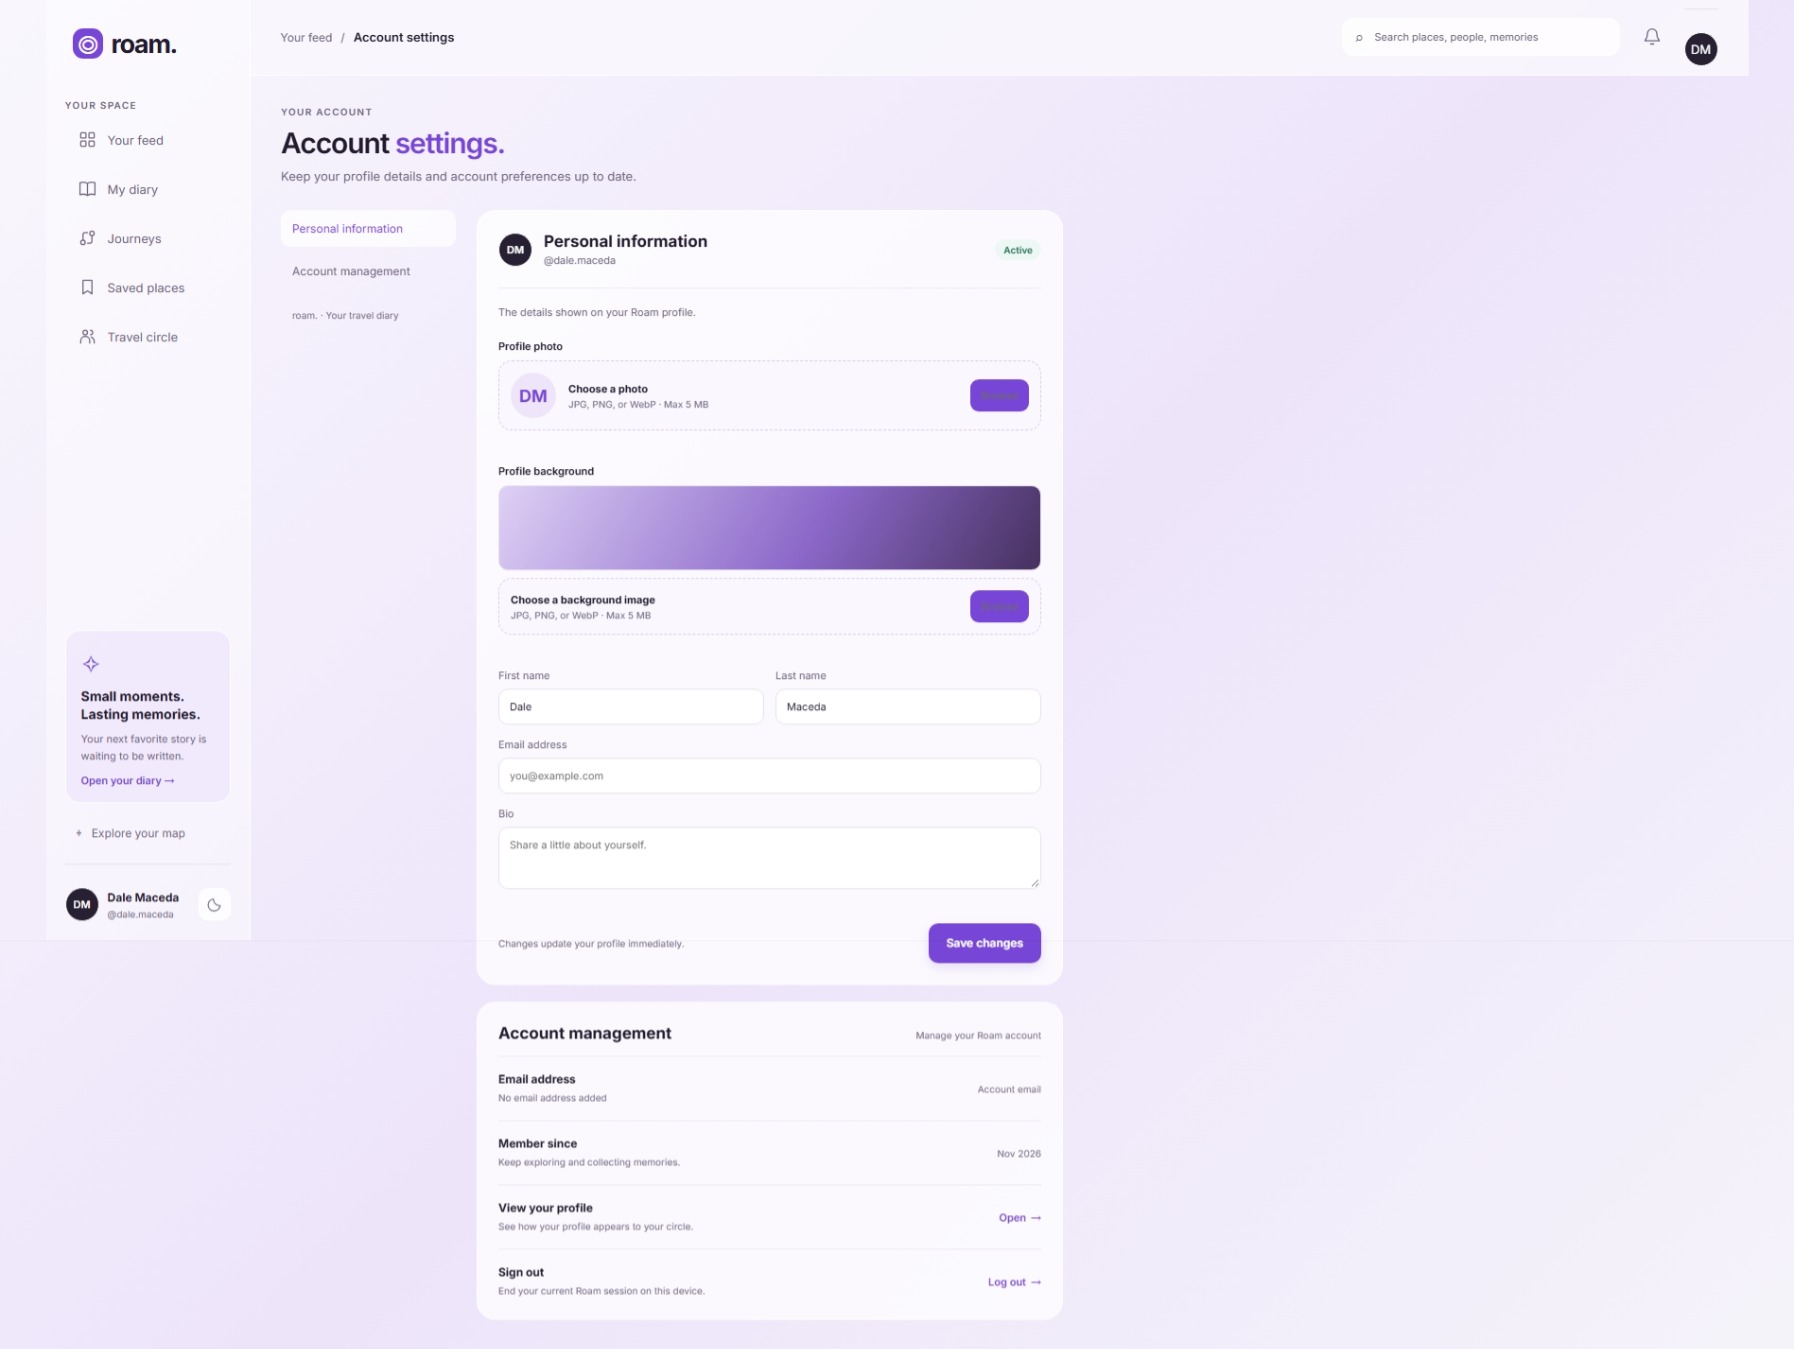 roam.
Your feed / Account settings
Search places, people, memories
DM
YOUR SPACE
Your feed
My diary
Journeys
Saved places
Travel circle
Small moments.
Lasting memories.
Your next favorite story is
waiting to be written.
Open your diary →
+ Explore your map
DM
Dale Maceda
@dale.maceda
YOUR ACCOUNT
Account settings.
Keep your profile details and account preferences up to date.
Personal information
Account management
roam. · Your travel diary
DM
Personal information
@dale.maceda
Active
The details shown on your Roam profile.
Profile photo
DM
Choose a photo
JPG, PNG, or WebP · Max 5 MB
Profile background
Choose a background image
JPG, PNG, or WebP · Max 5 MB
First name
Last name
Dale
Maceda
Email address
you@example.com
Bio
Share a little about yourself.
Changes update your profile immediately.
Save changes
Account management
Manage your Roam account
Email address
No email address added
Account email
Member since
Keep exploring and collecting memories.
Nov 2026
View your profile
See how your profile appears to your circle.
Open →
Sign out
End your current Roam session on this device.
Log out →